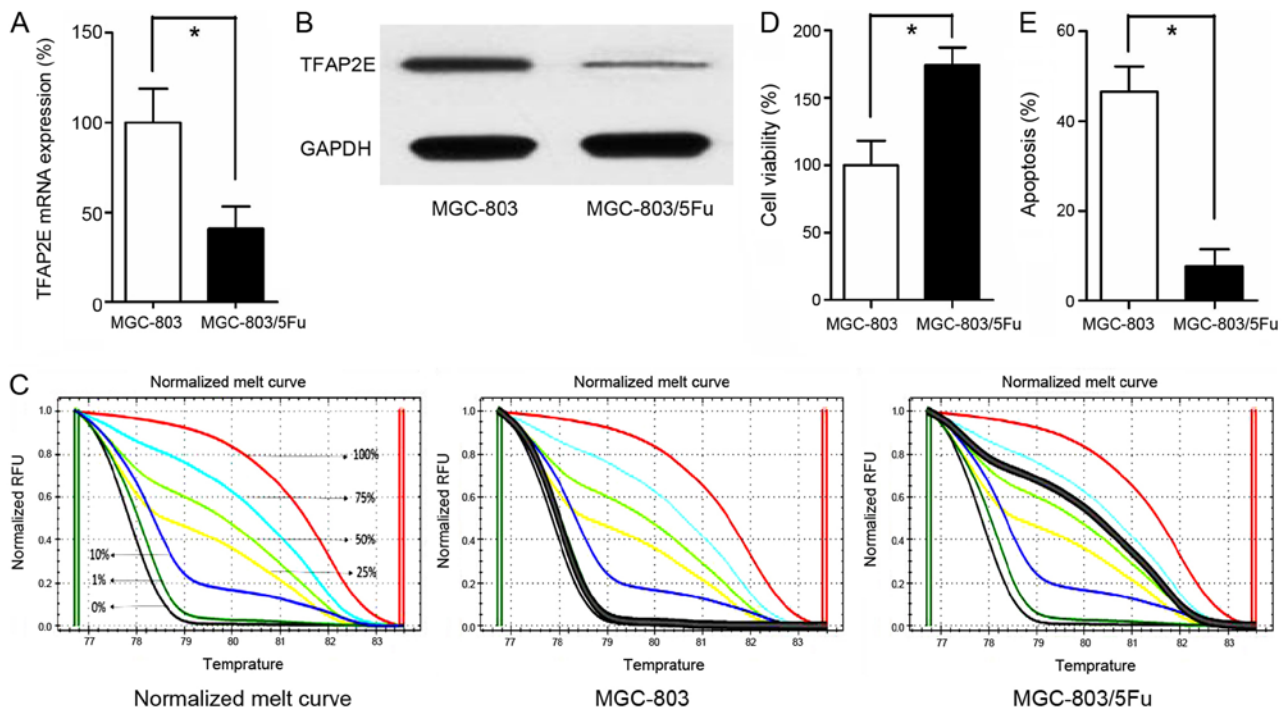 A
TFAP2E mRNA expression (%)
100
50
0
*
MGC-803
MGC-803/5Fu
B
TFAP2E
GAPDH
MGC-803
MGC-803/5Fu
D
Cell viability (%)
200
150
100
50
0
*
MGC-803
MGC-803/5Fu
E
Apoptosis (%)
60
40
20
0
*
MGC-803
MGC-803/5Fu
C
Normalized melt curve
Normalized RFU
1.0
0.8
0.6
0.4
0.2
0.0
100%
75%
50%
25%
10%
1%
0%
77 78 79 80 81 82 83
Temprature
Normalized melt curve
Normalized melt curve
Normalized RFU
1.0
0.8
0.6
0.4
0.2
0.0
77 78 79 80 81 82 83
Temprature
MGC-803
Normalized melt curve
Normalized RFU
1.0
0.8
0.6
0.4
0.2
0.0
77 78 79 80 81 82 83
Temprature
MGC-803/5Fu